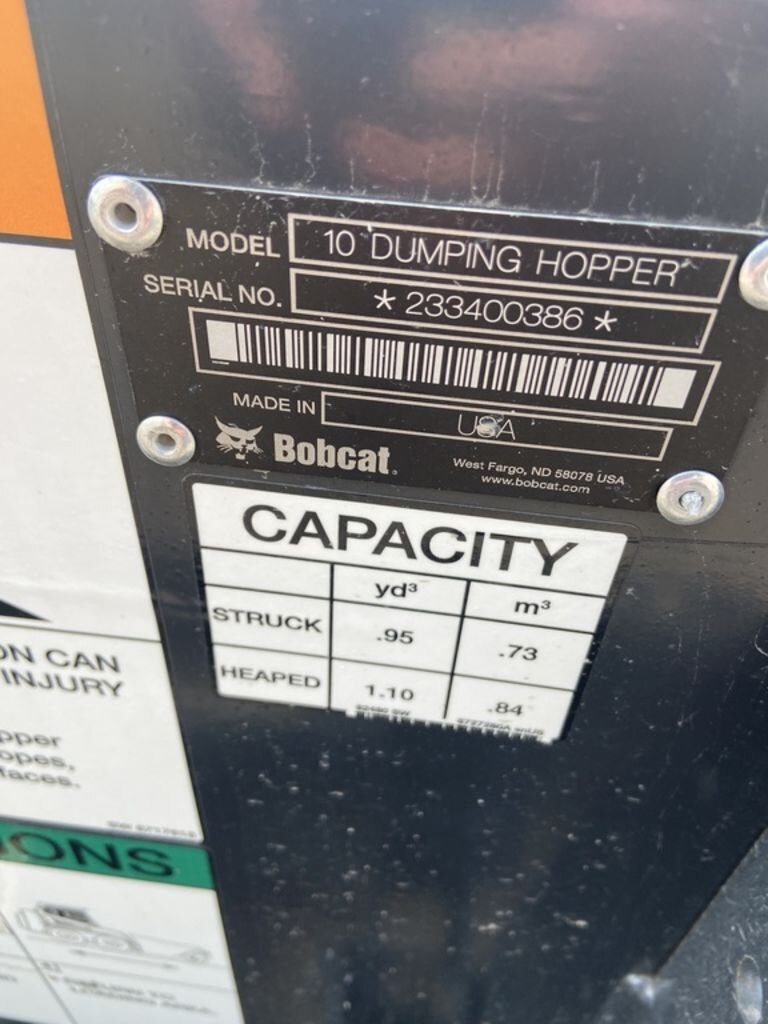 MODEL 10 DUMPING HOPPER
SERIAL NO. *233400386*
MADE IN USA
Bobcat
West Fargo, ND 58078 USA
www.bobcat.com
CAPACITY
yd³ m³
STRUCK .95 .73
HEAPED 1.10 .84
ON CAN
INJURY
pper
opes,
faces.
ONS